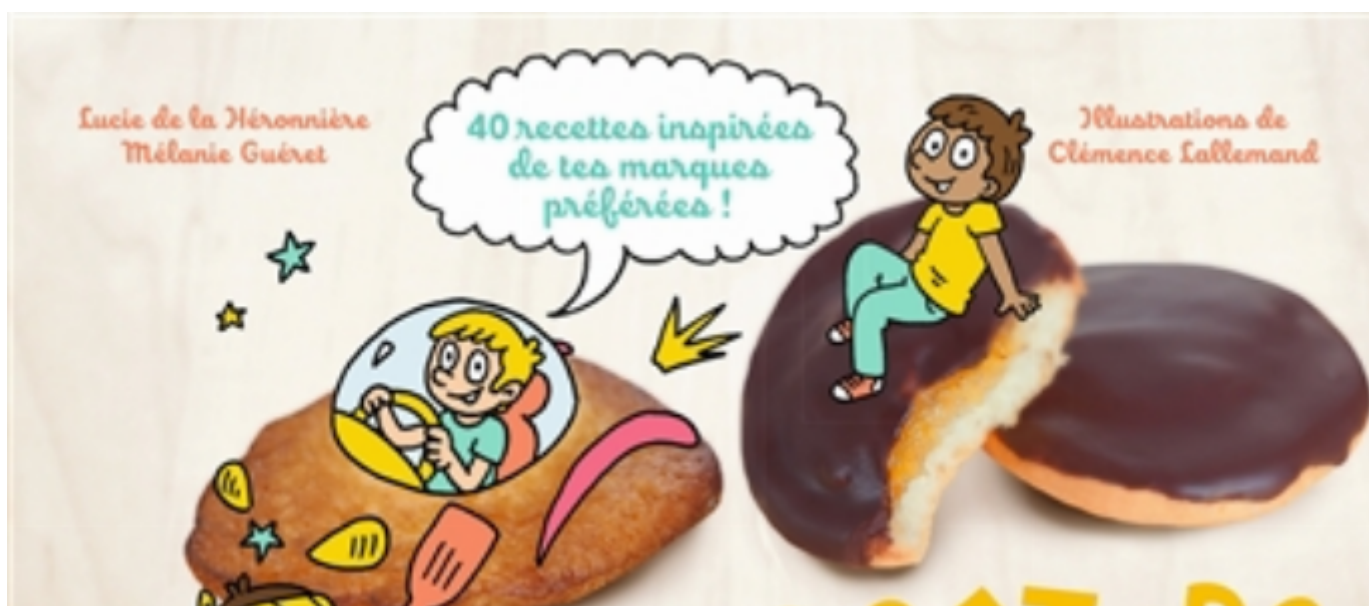 Lucie de la Héronnière
Mélanie Guéret
40 recettes inspirées
de tes marques
préférées !
Illustrations de
Clémence Lallemand